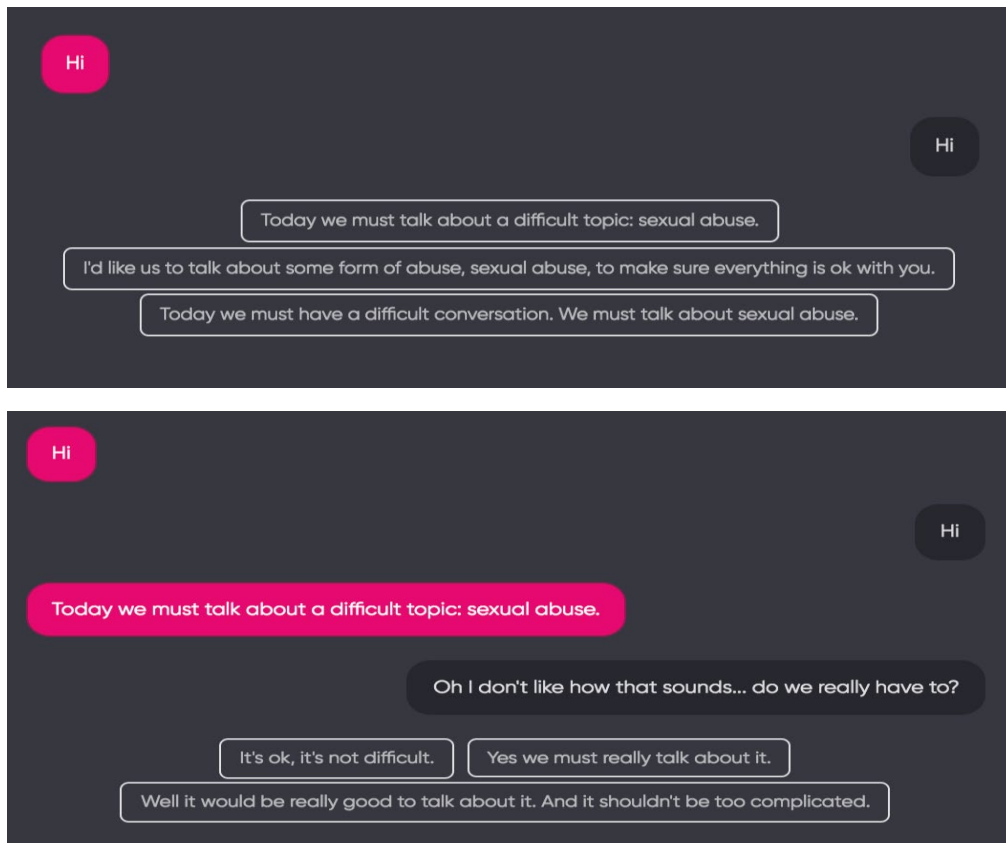 Hi
Hi
Today we must talk about a difficult topic: sexual abuse.
I'd like us to talk about some form of abuse, sexual abuse, to make sure everything is ok with you.
Today we must have a difficult conversation. We must talk about sexual abuse.
Hi
Hi
Today we must talk about a difficult topic: sexual abuse.
Oh I don't like how that sounds... do we really have to?
It's ok, it's not difficult.
Yes we must really talk about it.
Well it would be really good to talk about it. And it shouldn't be too complicated.